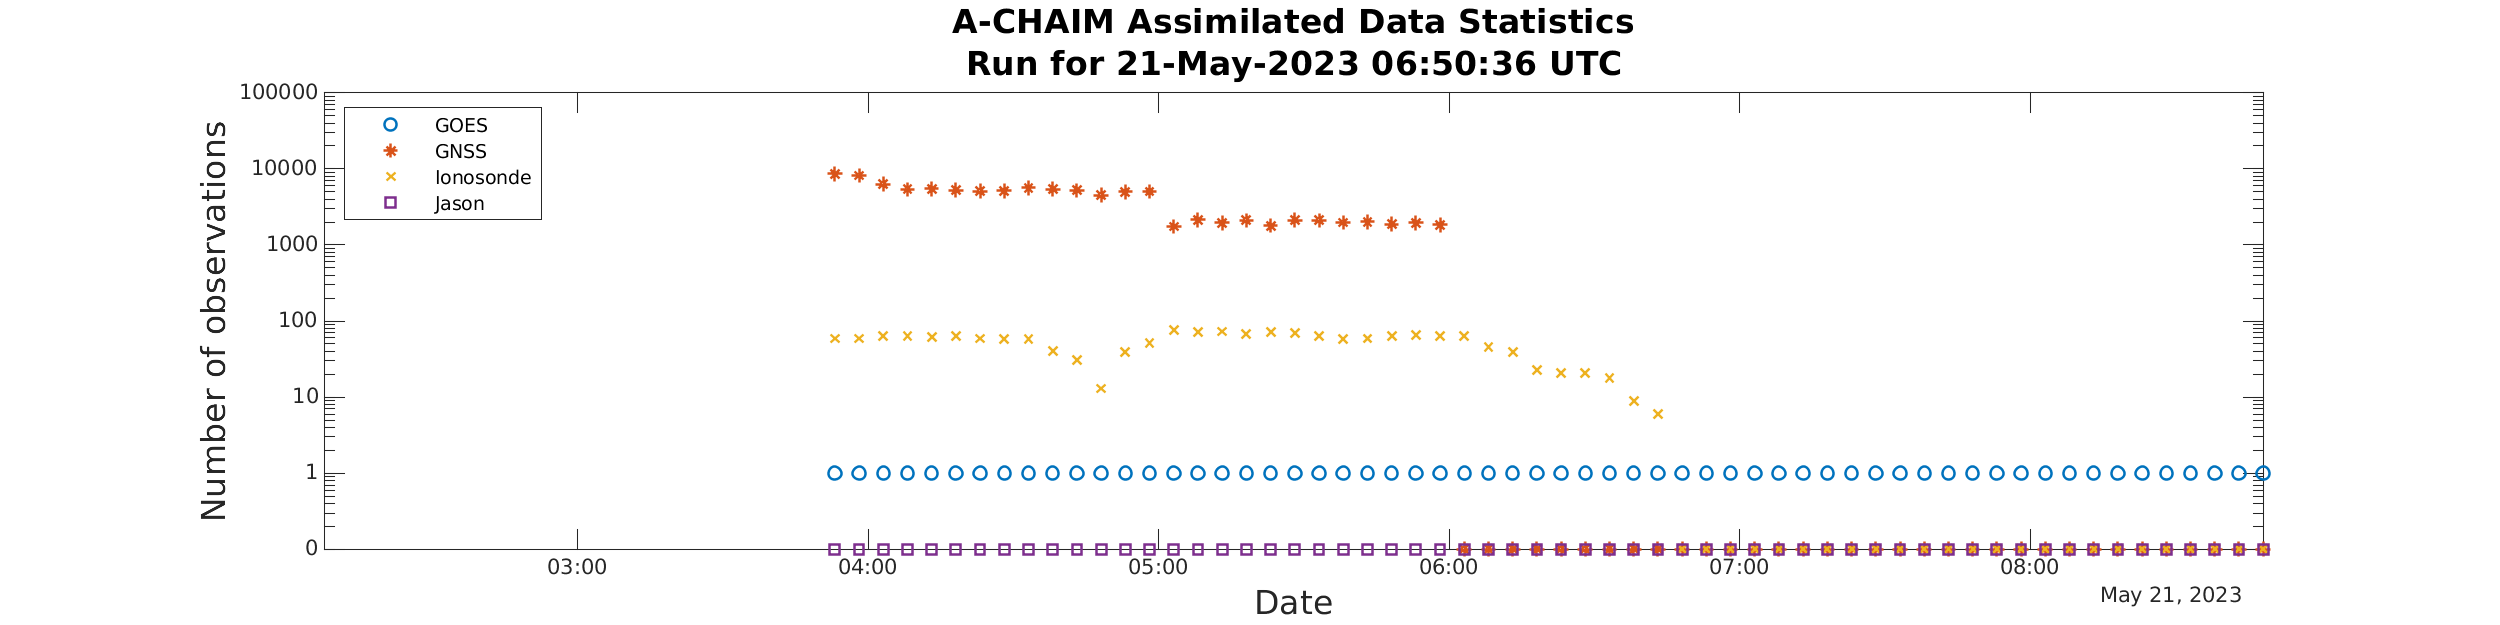 A-CHAIM Assimilated Data Statistics
Run for 21-May-2023 06:50:36 UTC
100000
10000
1000
100
10
1
0
Number of observations
GOES
GNSS
Ionosonde
Jason
03:00 04:00 05:00 06:00 07:00 08:00
May 21, 2023
Date